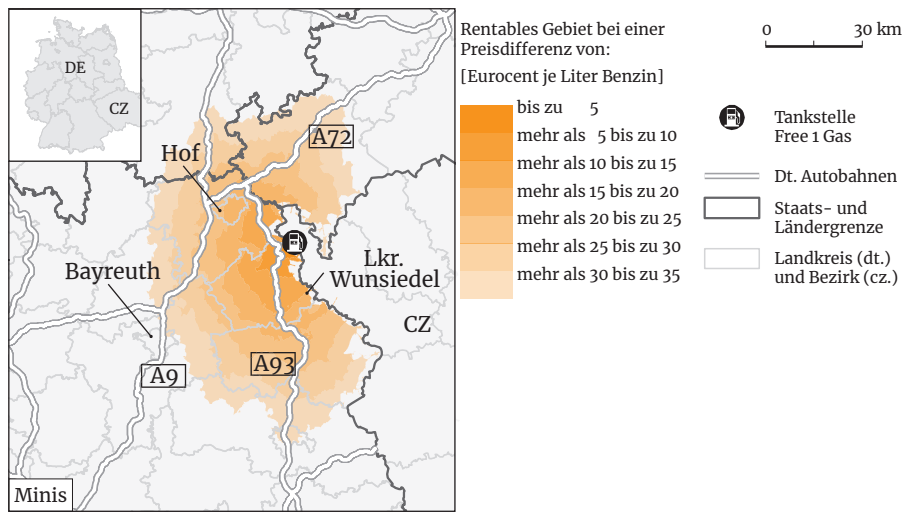 DE
CZ
A72
Hof
Bayreuth
Lkr.
Wunsiedel
CZ
A93
A9
Minis
Rentables Gebiet bei einer
Preisdifferenz von:
[Eurocent je Liter Benzin]
bis zu 5
mehr als 5 bis zu 10
mehr als 10 bis zu 15
mehr als 15 bis zu 20
mehr als 20 bis zu 25
mehr als 25 bis zu 30
mehr als 30 bis zu 35
0 30 km
Tankstelle
Free 1 Gas
Dt. Autobahnen
Staats- und
Ländergrenze
Landkreis (dt.)
und Bezirk (cz.)